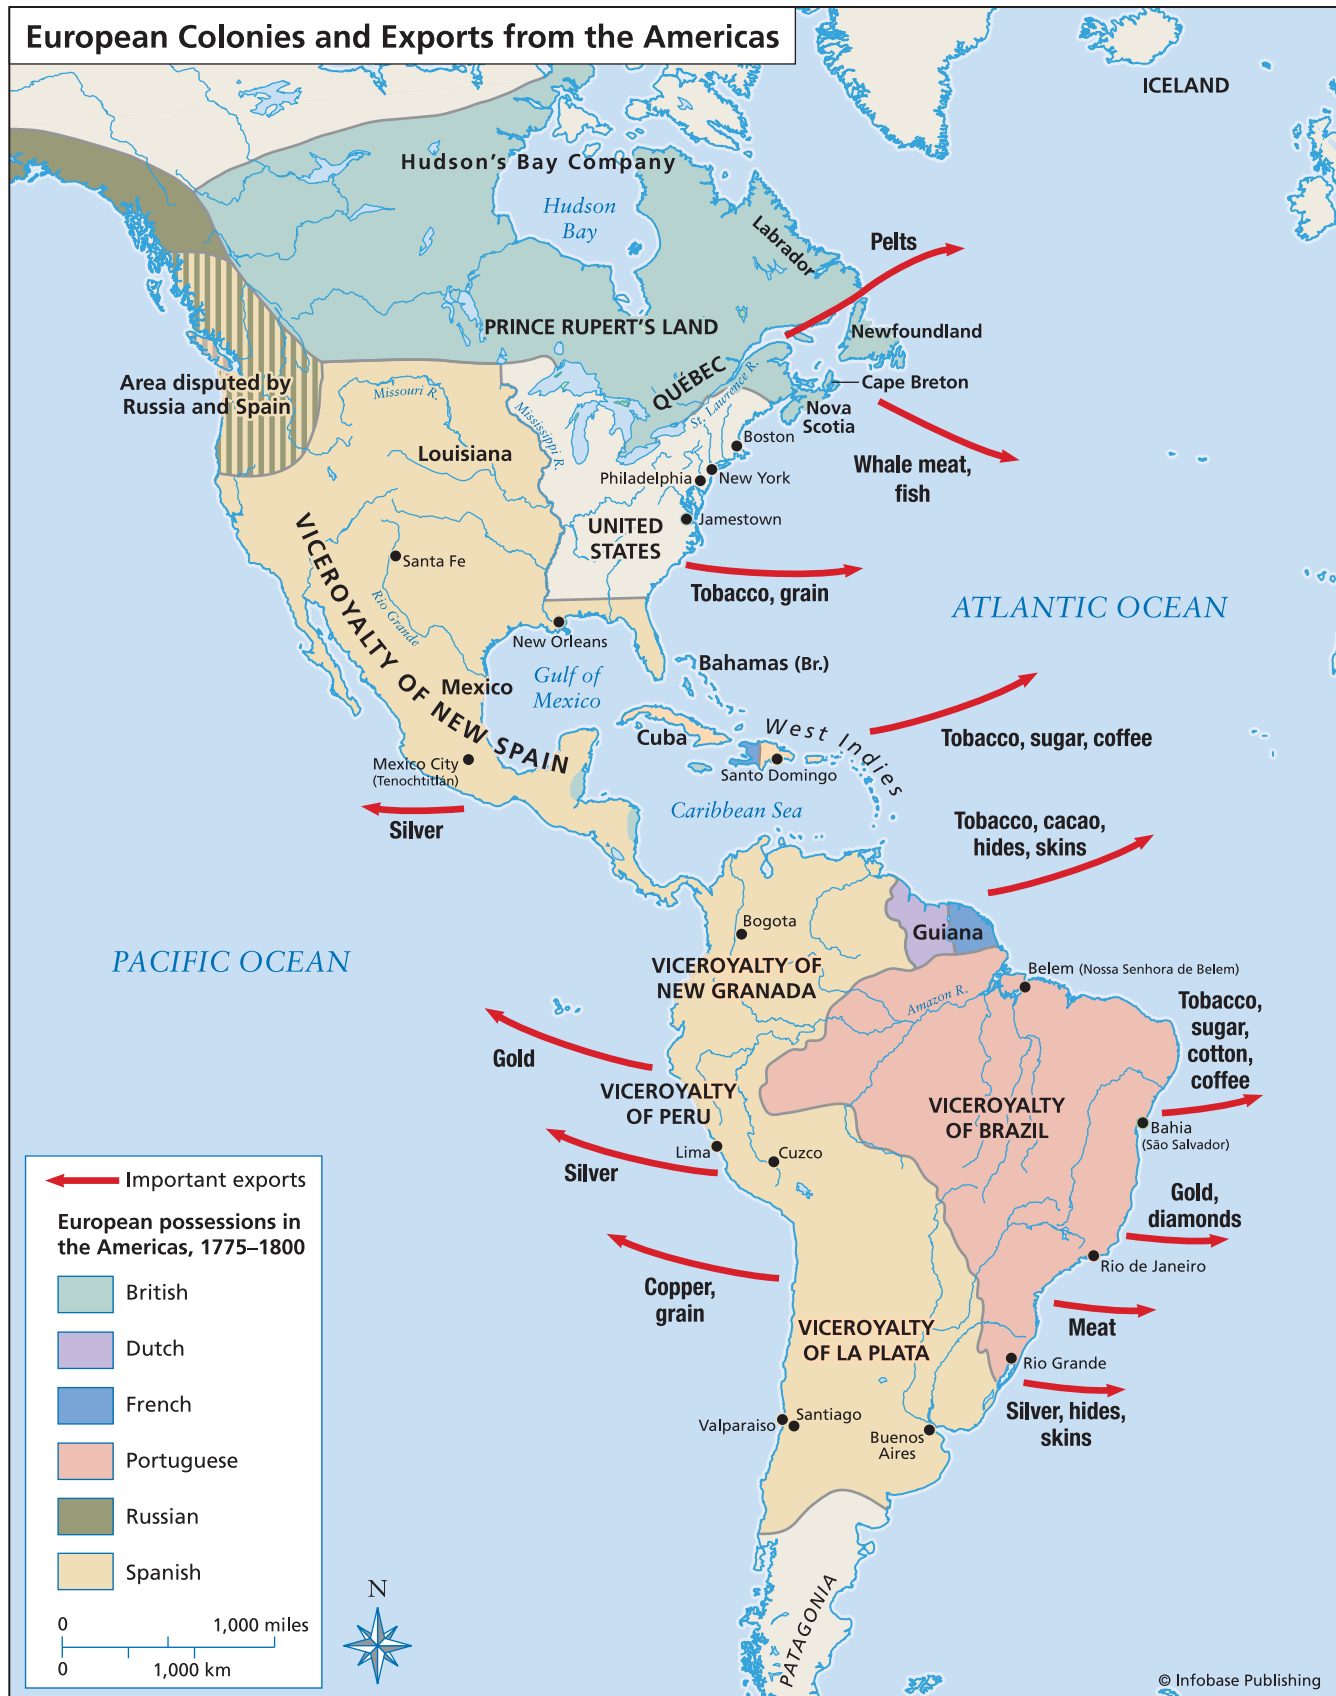 European Colonies and Exports from the Americas
ICELAND
Hudson's Bay Company
Hudson
Bay
Labrador
Pelts
PRINCE RUPERT'S LAND
Newfoundland
QUÉBEC
St. Lawrence R.
Cape Breton
Area disputed by
Russia and Spain
Missouri R.
Mississippi R.
Nova
Scotia
Boston
Louisiana
Whale meat,
fish
Philadelphia
New York
Jamestown
UNITED
STATES
Santa Fe
Tobacco, grain
Rio Grande
ATLANTIC OCEAN
New Orleans
VICEROYALTY OF NEW SPAIN
Gulf of
Mexico
Bahamas (Br.)
Mexico
Cuba
West Indies
Tobacco, sugar, coffee
Mexico City
(Tenochtitlán)
Santo Domingo
Silver
Caribbean Sea
Tobacco, cacao,
hides, skins
Bogota
Guiana
PACIFIC OCEAN
VICEROYALTY OF
NEW GRANADA
Belem (Nossa Senhora de Belem)
Amazon R.
Tobacco,
sugar,
cotton,
coffee
Gold
VICEROYALTY
OF PERU
VICEROYALTY
OF BRAZIL
Bahia
(São Salvador)
Lima
Cuzco
Silver
Gold,
diamonds
Rio de Janeiro
Copper,
grain
Meat
VICEROYALTY
OF LA PLATA
Rio Grande
Silver, hides,
skins
Valparaiso
Santiago
Buenos
Aires
PATAGONIA
Important exports
European possessions in
the Americas, 1775–1800
British
Dutch
French
Portuguese
Russian
Spanish
0 1,000 miles
0 1,000 km
N
© Infobase Publishing